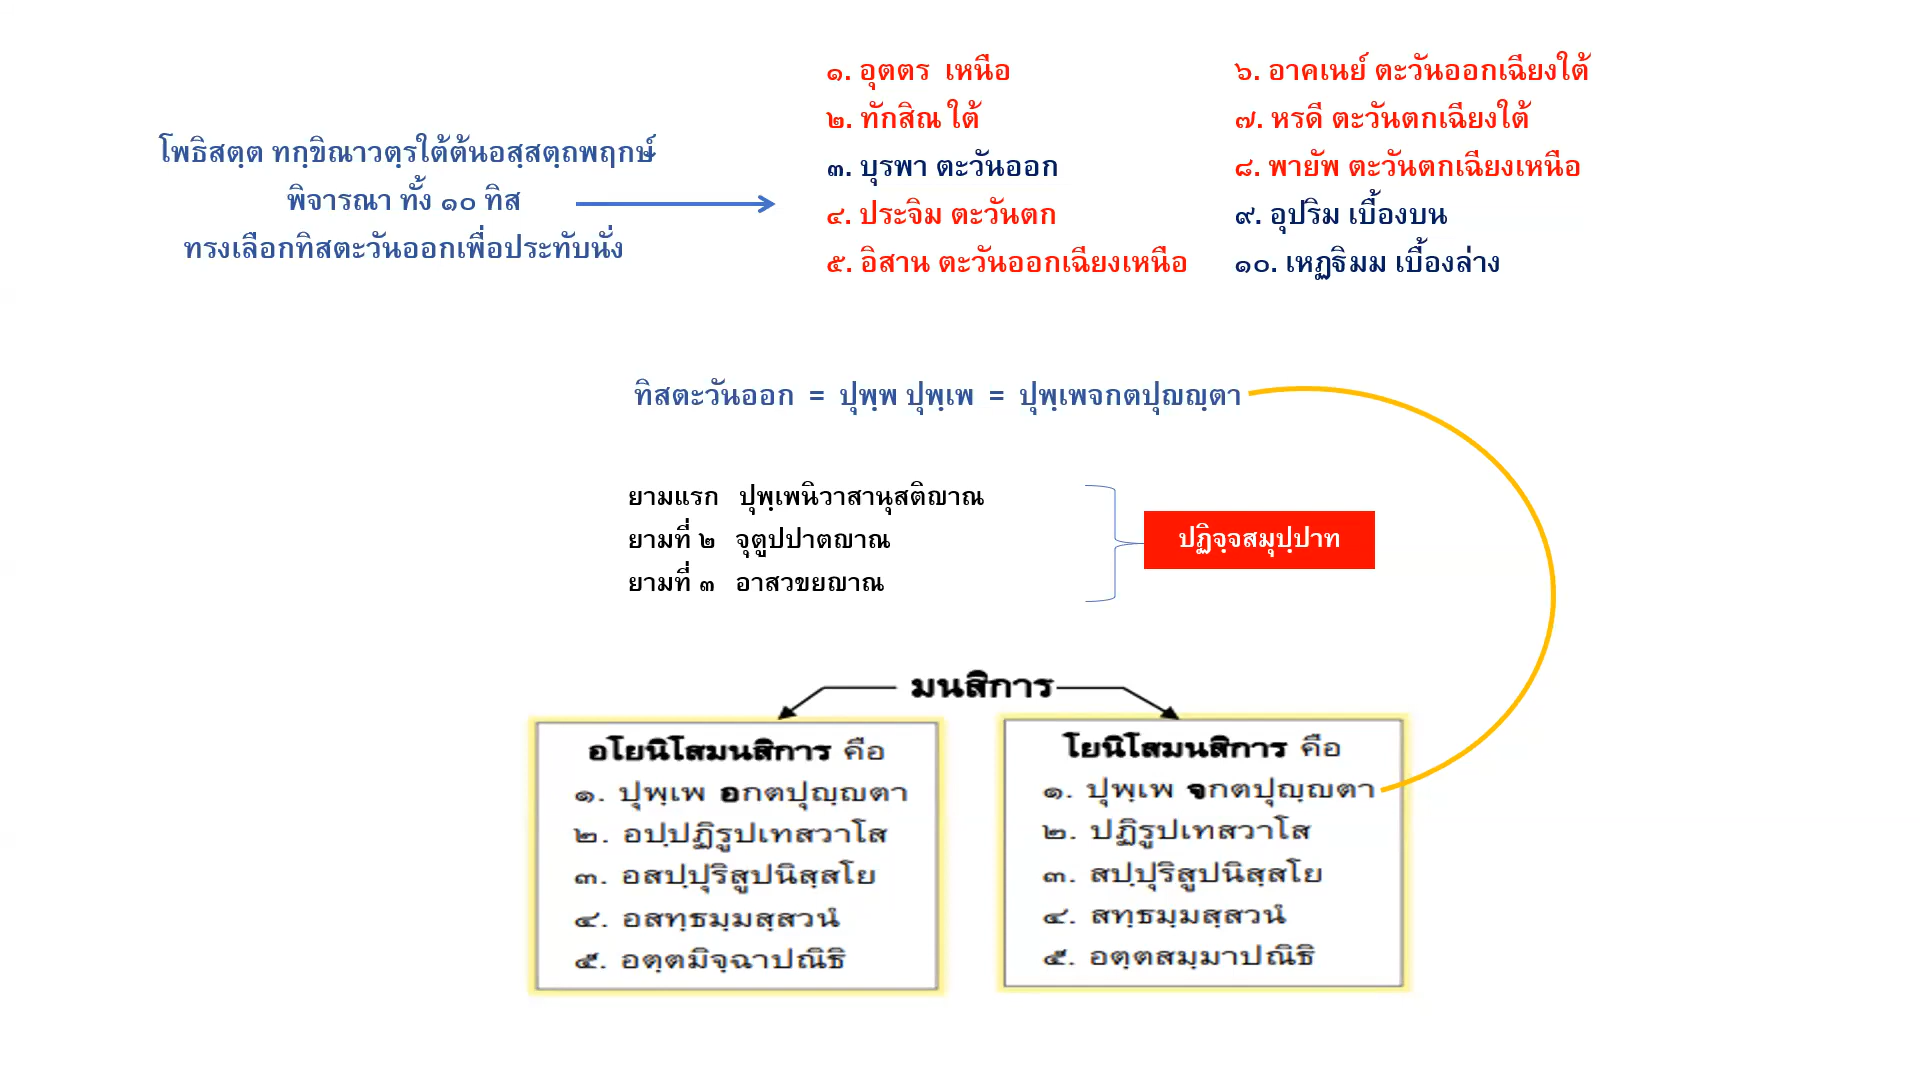 โพธิสตฺต ทกฺขิณาวตฺรใต้ต้นอสฺสตฺถพฤกษ์
พิจารณา ทั้ง ๑๐ ทิส
ทรงเลือกทิสตะวันออกเพื่อประทับนั่ง
๑. อุตตร เหนือ
๒. ทักสิณ ใต้
๓. บุรพา ตะวันออก
๔. ประจิม ตะวันตก
๕. อิสาน ตะวันออกเฉียงเหนือ
๖. อาคเนย์ ตะวันออกเฉียงใต้
๗. หรดี ตะวันตกเฉียงใต้
๘. พายัพ ตะวันตกเฉียงเหนือ
๙. อุปริม เบื้องบน
๑๐. เหฏฐิมม เบื้องล่าง
ทิสตะวันออก = ปุพฺพ ปุพฺเพ = ปุพฺเพจกตปุญญฺตา
ยามแรก ปุพฺเพนิวาสานุสติญาณ
ยามที่ ๒ จุตูปปาตญาณ
ยามที่ ๓ อาสวขยญาณ
ปฏิจฺจสมุปฺปาท
มนสิการ
อโยนิโสมนสิการ คือ
๑. ปุพฺเพ อกตปุญฺญตา
๒. อปฺปฏิรูปเทสวาโส
๓. อสปฺปุริสูปนิสฺสโย
๔. อสทฺธมฺมสฺสวนํ
๕. อตฺตมิจฺฉาปณิธิ
โยนิโสมนสิการ คือ
๑. ปุพฺเพ จกตปุญฺญตา
๒. ปฏิรูปเทสวาโส
๓. สปฺปุริสูปนิสฺสโย
๔. สทฺธมฺมสฺสวนํ
๕. อตฺตสมฺมาปณิธิ